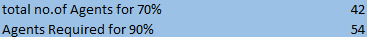 total no.of Agents for 70% 42
Agents Required for 90% 54